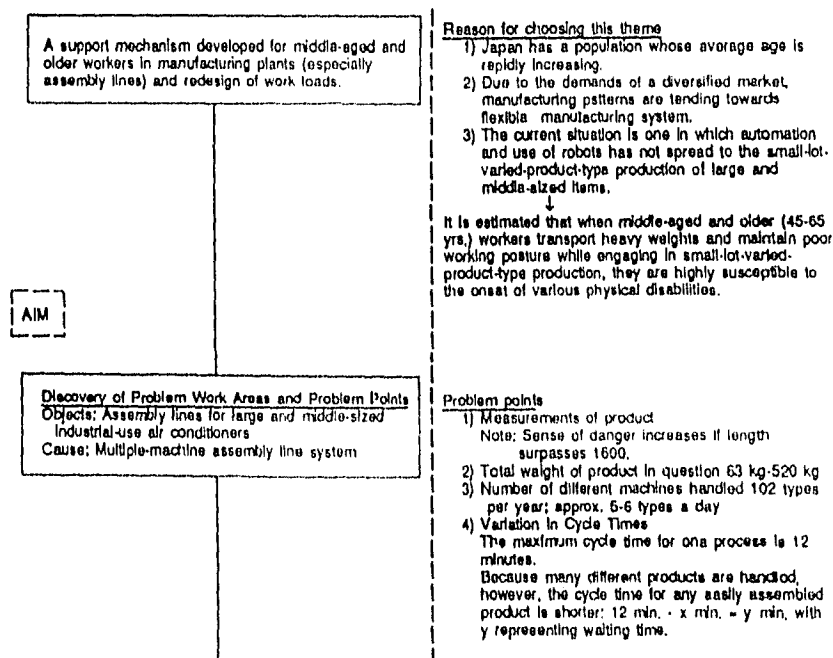 A support mechanism developed for middle-aged and
older workers in manufacturing plants (especially
assembly lines) and redesign of work loads.
Reason for choosing this theme
1) Japan has a population whose average age is
rapidly increasing.
2) Due to the demands of a diversified market,
manufacturing patterns are tending towards
flexible manufacturing system.
3) The current situation is one in which automation
and use of robots has not spread to the small-lot-
varied-product-type production of large and
middle-sized items.
It is estimated that when middle-aged and older (45-65
yrs.) workers transport heavy weights and maintain poor
working posture while engaging in small-lot-varied-
product-type production, they are highly susceptible to
the onset of various physical disabilities.
AIM
Discovery of Problem Work Areas and Problem Points
Objects: Assembly lines for large and middle-sized
industrial-use air conditioners
Cause: Multiple-machine assembly line system
Problem points
1) Measurements of product
Note: Sense of danger increases if length
surpasses 1600.
2) Total weight of product in question 63 kg-520 kg
3) Number of different machines handled 102 types
per year; approx. 5-6 types a day
4) Variation in Cycle Times
The maximum cycle time for one process is 12
minutes.
Because many different products are handled,
however, the cycle time for any easily assembled
product is shorter: 12 min. - x min. = y min, with
y representing waiting time.